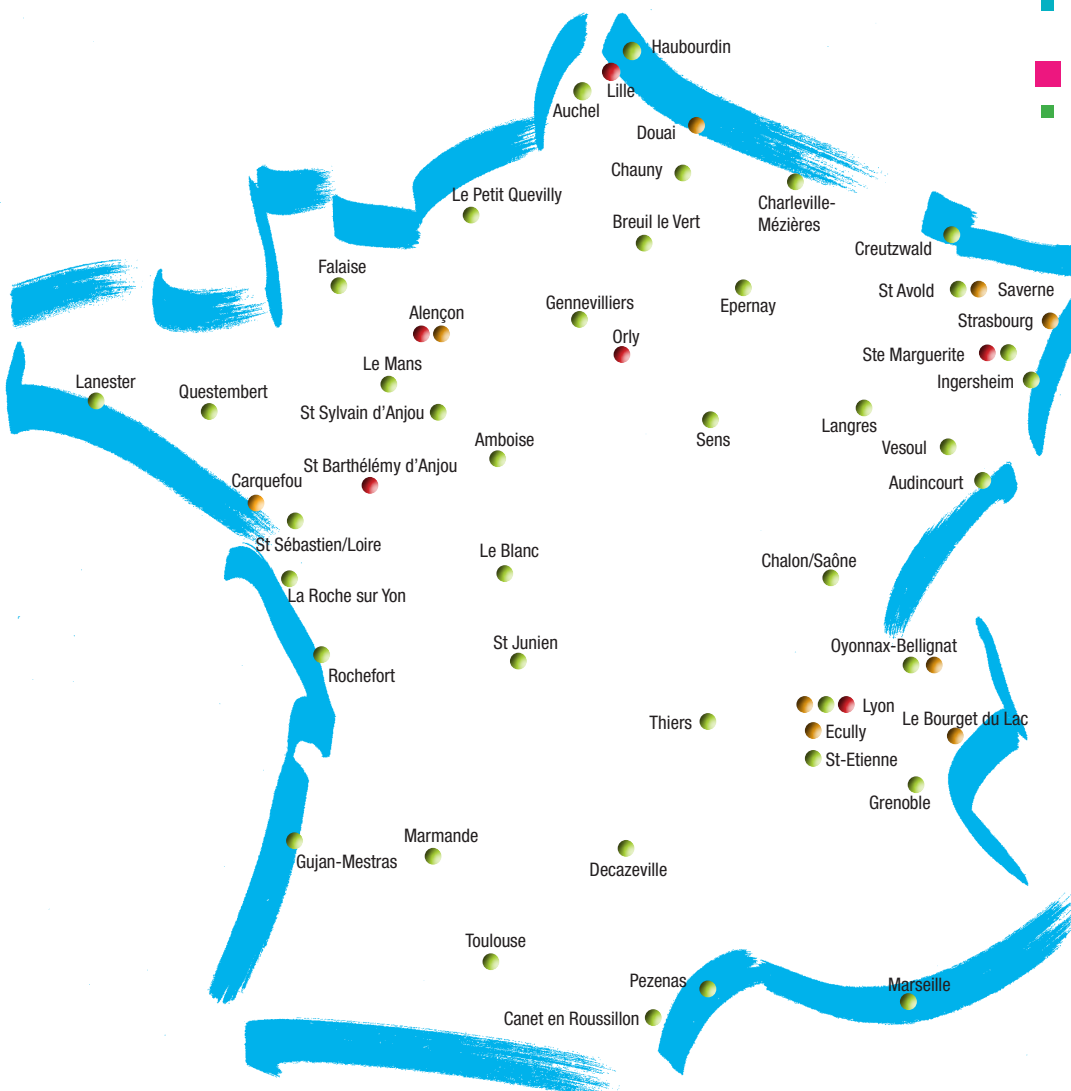 Haubourdin
Lille
Auchel
Douai
Chauny
Charleville-
Mézières
Le Petit Quevilly
Breuil le Vert
Creutzwald
Falaise
St Avold
Saverne
Epernay
Gennevilliers
Alençon
Strasbourg
Orly
Ste Marguerite
Le Mans
Ingersheim
Lanester
Questembert
St Sylvain d'Anjou
Langres
Amboise
Sens
Vesoul
St Barthélémy d'Anjou
Carquefou
Audincourt
St Sébastien/Loire
Le Blanc
Chalon/Saône
La Roche sur Yon
St Junien
Oyonnax-Bellignat
Rochefort
Lyon
Thiers
Le Bourget du Lac
Ecully
St-Etienne
Grenoble
Marmande
Gujan-Mestras
Decazeville
Toulouse
Pezenas
Marseille
Canet en Roussillon